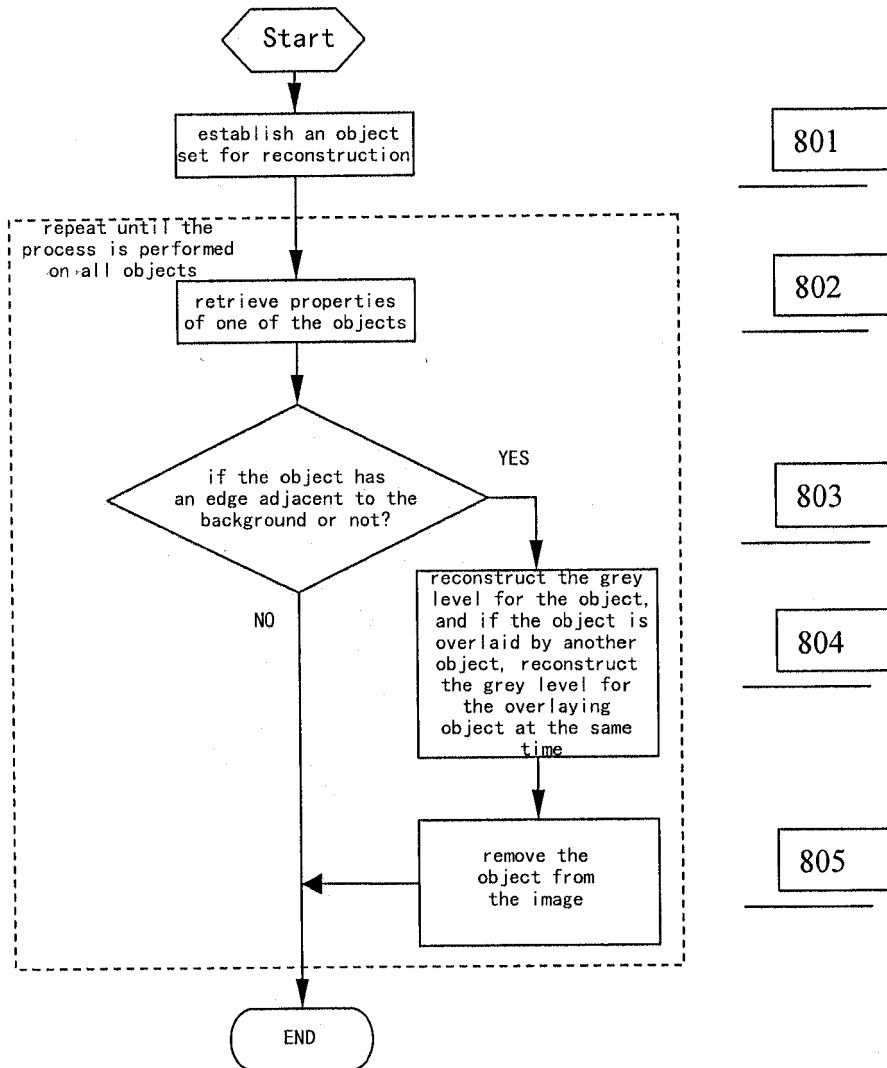 Start
establish an object
set for reconstruction
801
repeat until the
process is performed
on all objects
802
retrieve properties
of one of the objects
if the object has
an edge adjacent to the
background or not?
YES
803
NO
reconstruct the grey
level for the object,
and if the object is
overlaid by another
object, reconstruct
the grey level for
the overlaying
object at the same
time
804
remove the
object from
the image
805
END